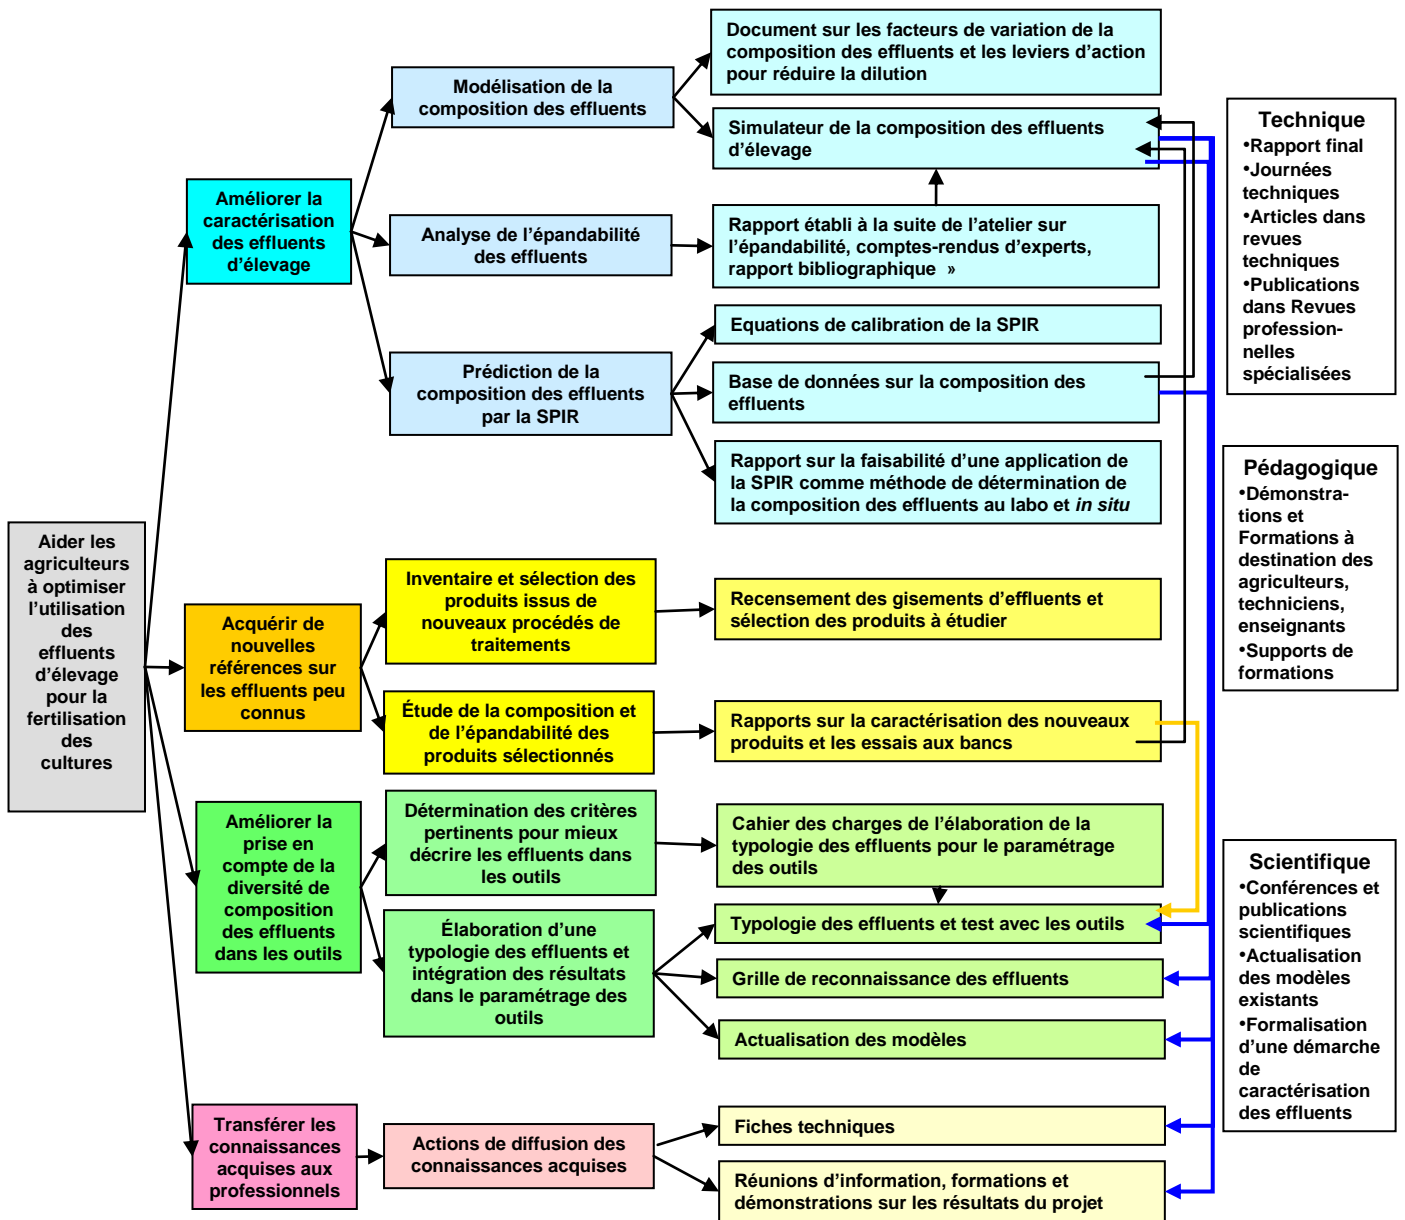 Aider les
agriculteurs
à optimiser
l’utilisation
des
effluents
d’élevage
pour la
fertilisation
des
cultures
Améliorer la
caractérisation
des effluents
d’élevage
Modélisation de la
composition des effluents
Document sur les facteurs de variation de la
composition des effluents et les leviers d’action
pour réduire la dilution
Simulateur de la composition des effluents
d’élevage
Analyse de l’épandabilité
des effluents
Rapport établi à la suite de l’atelier sur
l’épandabilité, comptes-rendus d’experts,
rapport bibliographique  »
Prédiction de la
composition des effluents
par la SPIR
Equations de calibration de la SPIR
Base de données sur la composition des
effluents
Rapport sur la faisabilité d’une application de
la SPIR comme méthode de détermination de
la composition des effluents au labo et in situ
Acquérir de
nouvelles
références sur
les effluents peu
connus
Inventaire et sélection des
produits issus de
nouveaux procédés de
traitements
Recensement des gisements d’effluents et
sélection des produits à étudier
Étude de la composition et
de l’épandabilité des
produits sélectionnés
Rapports sur la caractérisation des nouveaux
produits et les essais aux bancs
Améliorer la
prise en
compte de la
diversité de
composition
des effluents
dans les outils
Détermination des critères
pertinents pour mieux
décrire les effluents dans
les outils
Cahier des charges de l’élaboration de la
typologie des effluents pour le paramétrage
des outils
Élaboration d’une
typologie des effluents et
intégration des résultats
dans le paramétrage des
outils
Typologie des effluents et test avec les outils
Grille de reconnaissance des effluents
Actualisation des modèles
Transférer les
connaissances
acquises aux
professionnels
Actions de diffusion des
connaissances acquises
Fiches techniques
Réunions d’information, formations et
démonstrations sur les résultats du projet
Technique
•Rapport final
•Journées
techniques
•Articles dans
revues
techniques
•Publications
dans Revues
profession-
nelles
spécialisées
Pédagogique
•Démonstra-
tions et
Formations à
destination des
agriculteurs,
techniciens,
enseignants
•Supports de
formations
Scientifique
•Conférences et
publications
scientifiques
•Actualisation
des modèles
existants
•Formalisation
d’une démarche
de
caractérisation
des effluents